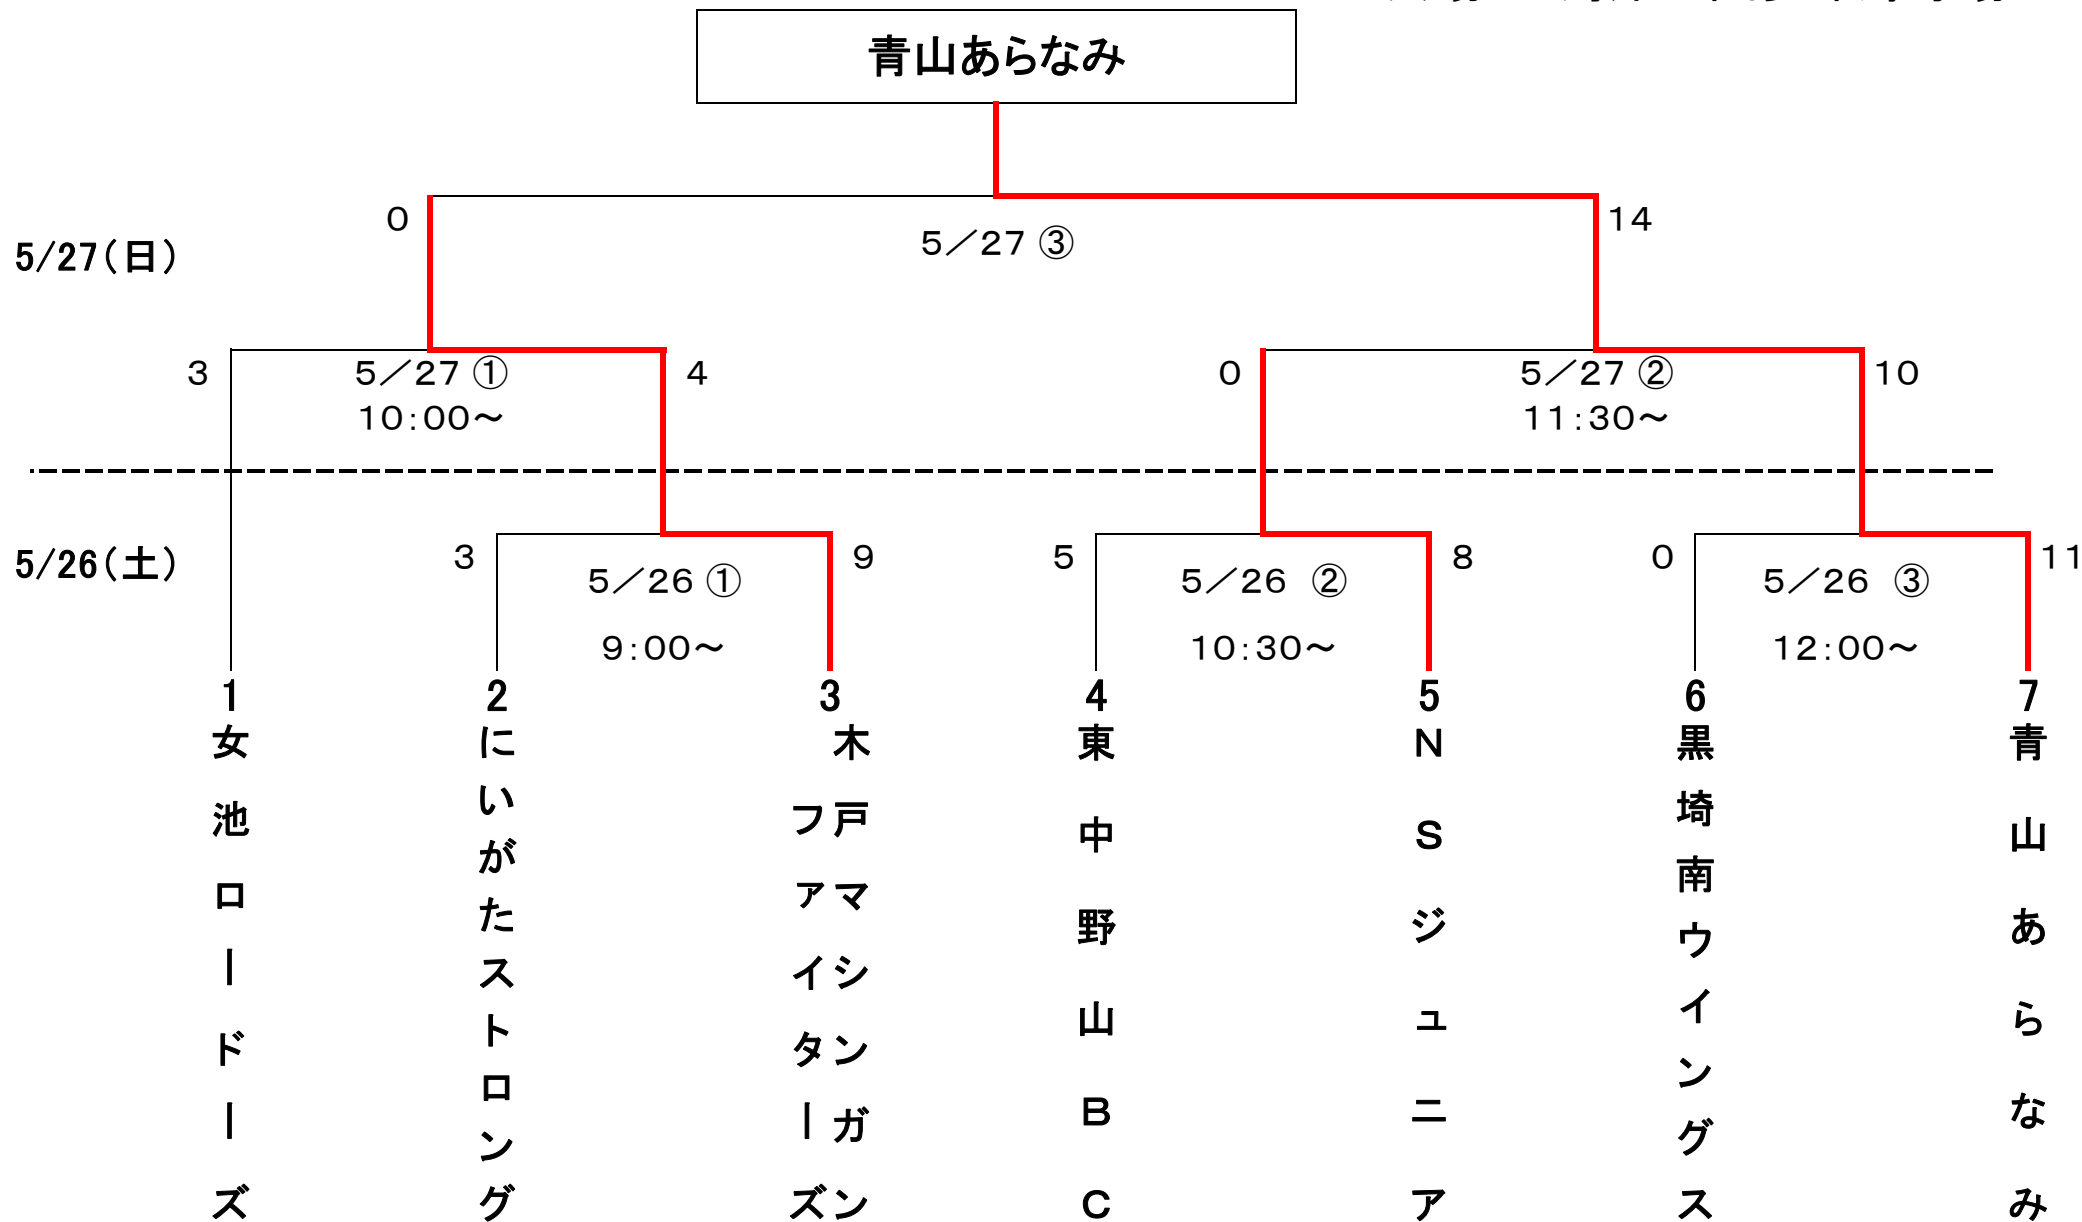 青山あらなみ
0
14
5/27(日)
5／27 ③
3
5／27 ①
4
0
5／27 ②
10
10:00～
11:30～
5/26(土)
3
9
5
8
0
11
5／26 ①
5／26 ②
5／26 ③
9:00～
10:30～
12:00～
1
2
3
4
5
6
7
女池ロードーズ
にいがたストロング
木戸マシンガン
ファイターズ
東中野山BC
NSジュニア
黒埼南ウイングス
青山あらなみ